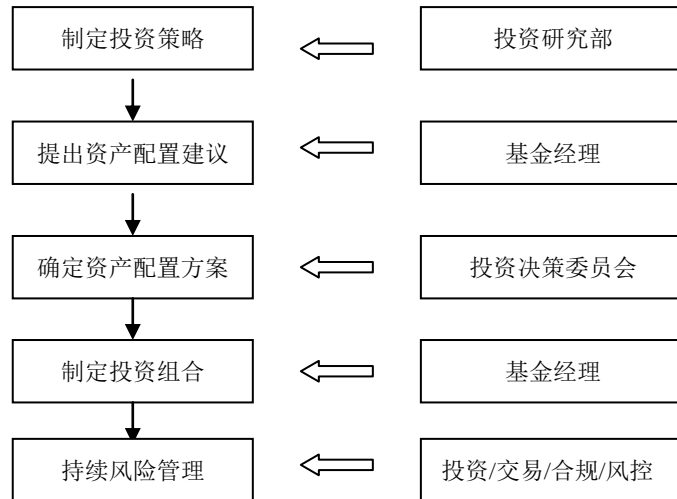 制定投资策略
投资研究部
提出资产配置建议
基金经理
确定资产配置方案
投资决策委员会
制定投资组合
基金经理
持续风险管理
投资/交易/合规/风控